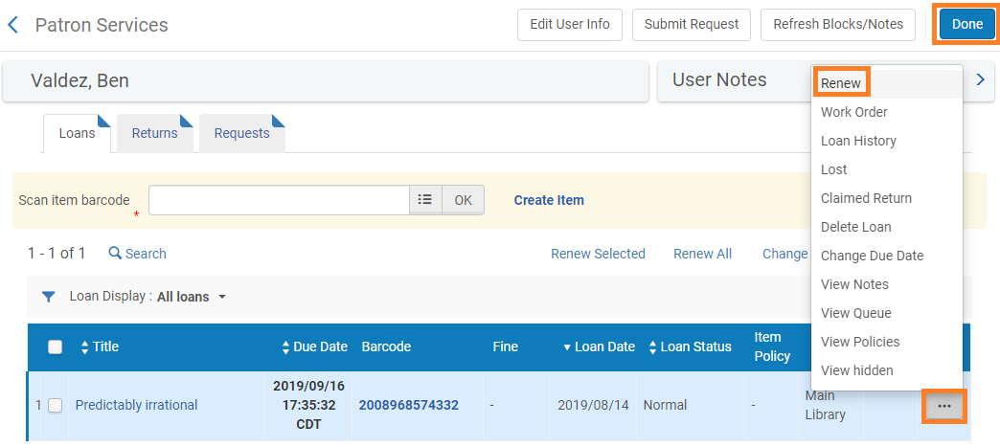 Patron Services
Edit User Info
Submit Request
Refresh Blocks/Notes
Done
Valdez, Ben
User Notes
Renew
Work Order
Loan History
Lost
Claimed Return
Delete Loan
Change Due Date
View Notes
View Queue
View Policies
View hidden
Loans
Returns
Requests
Scan item barcode *
OK
Create Item
1 - 1 of 1
Search
Renew Selected
Renew All
Change
Loan Display : All loans
Title
Due Date
Barcode
Fine
Loan Date
Loan Status
Item
Policy
1
Predictably irrational
2019/09/16
17:35:32
CDT
2008968574332
-
2019/08/14
Normal
-
Main
Library